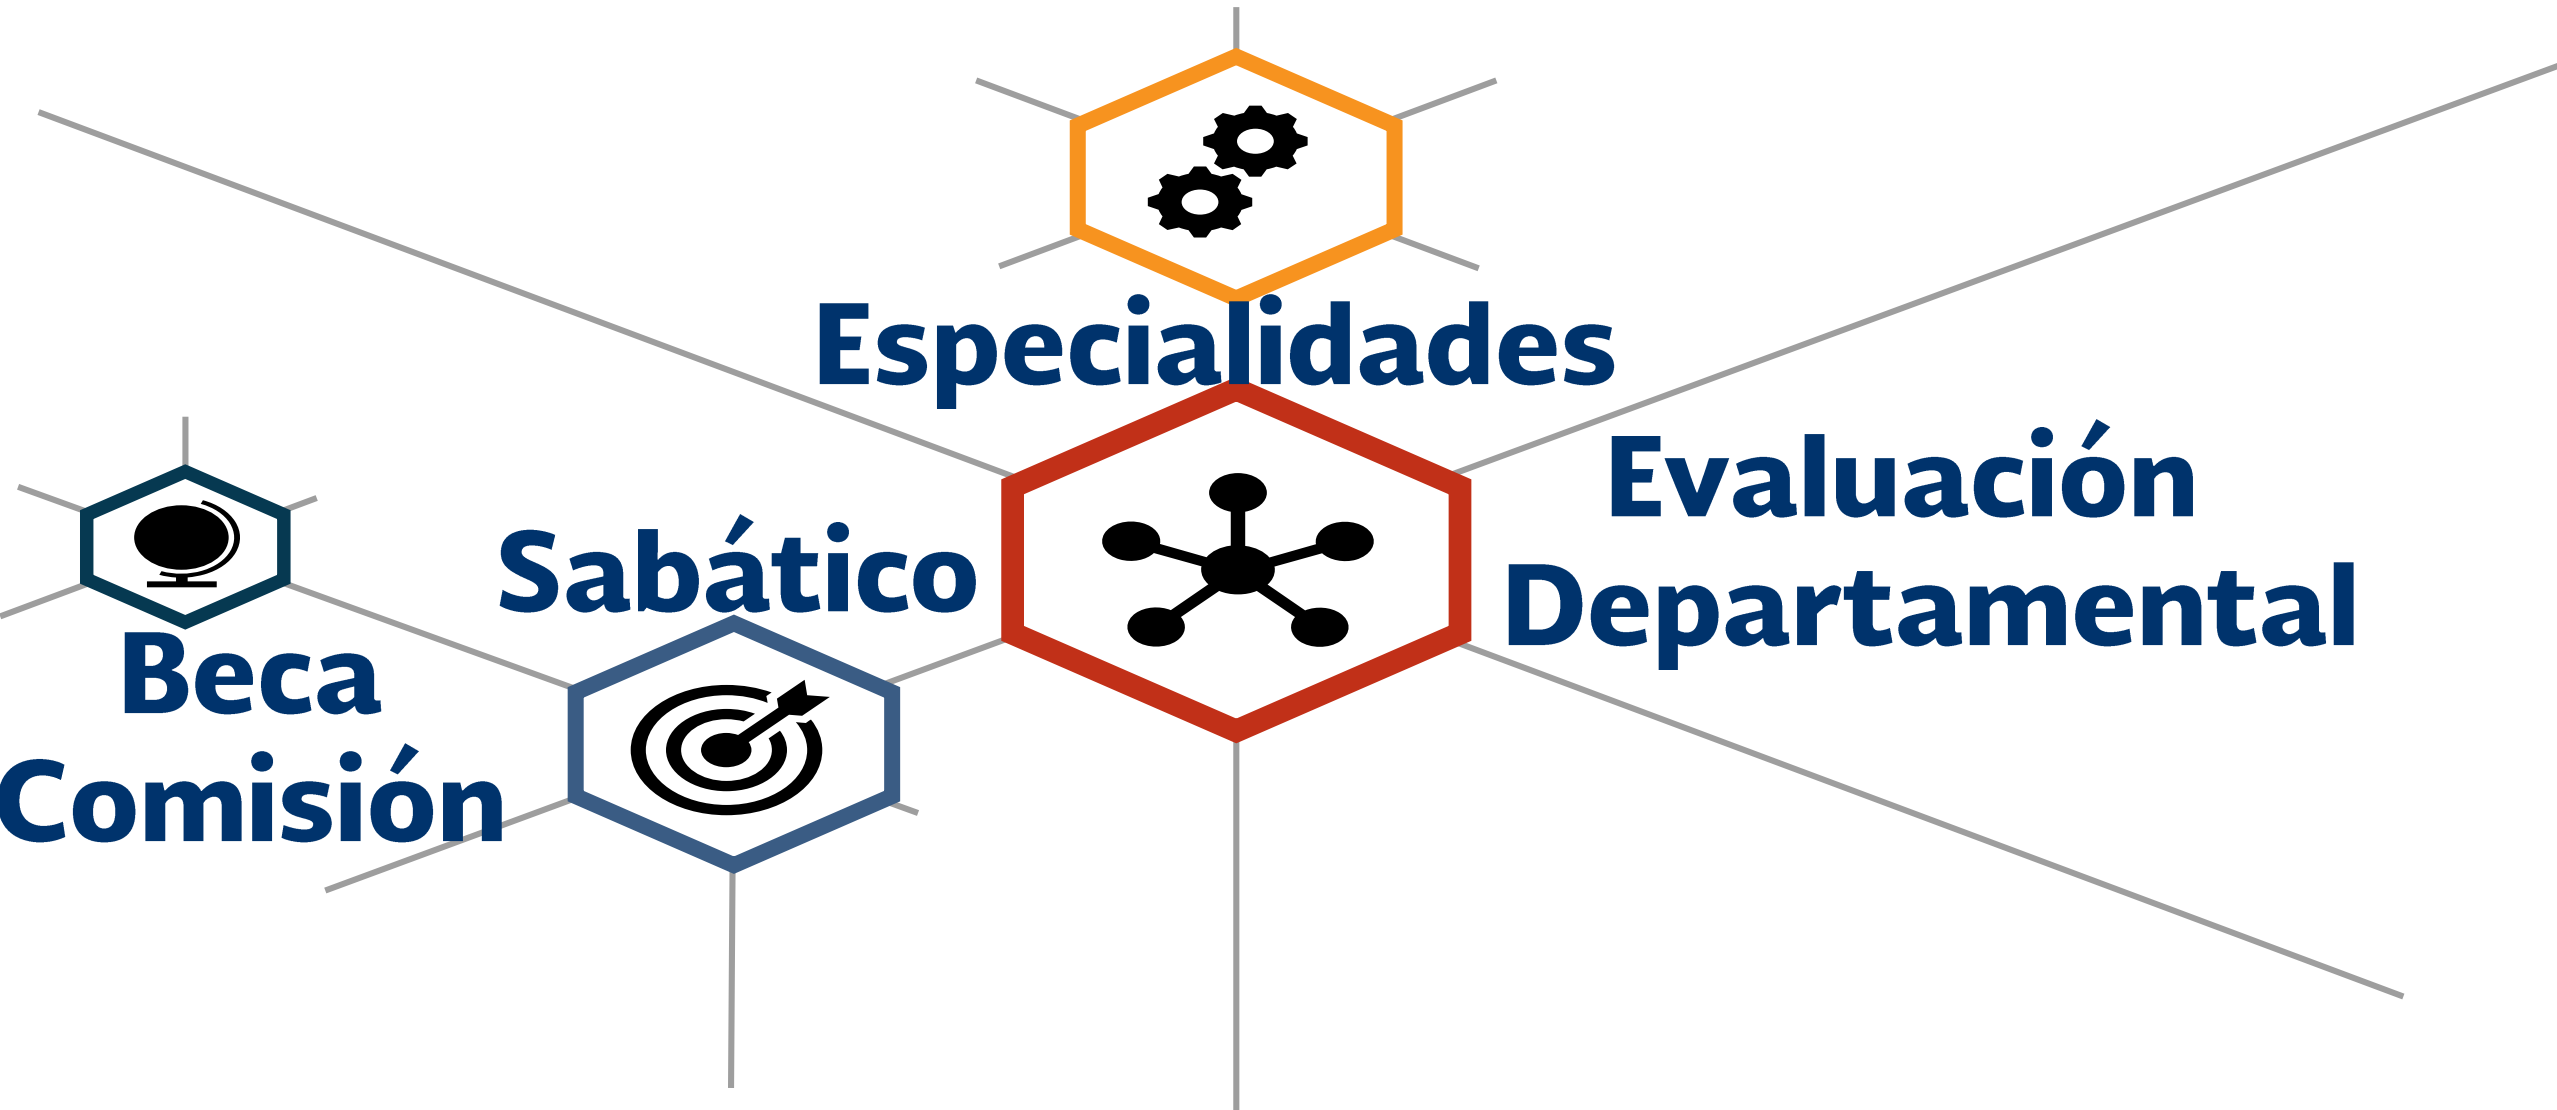 Especialidades
Evaluación
Departamental
Sabático
Beca
Comisión